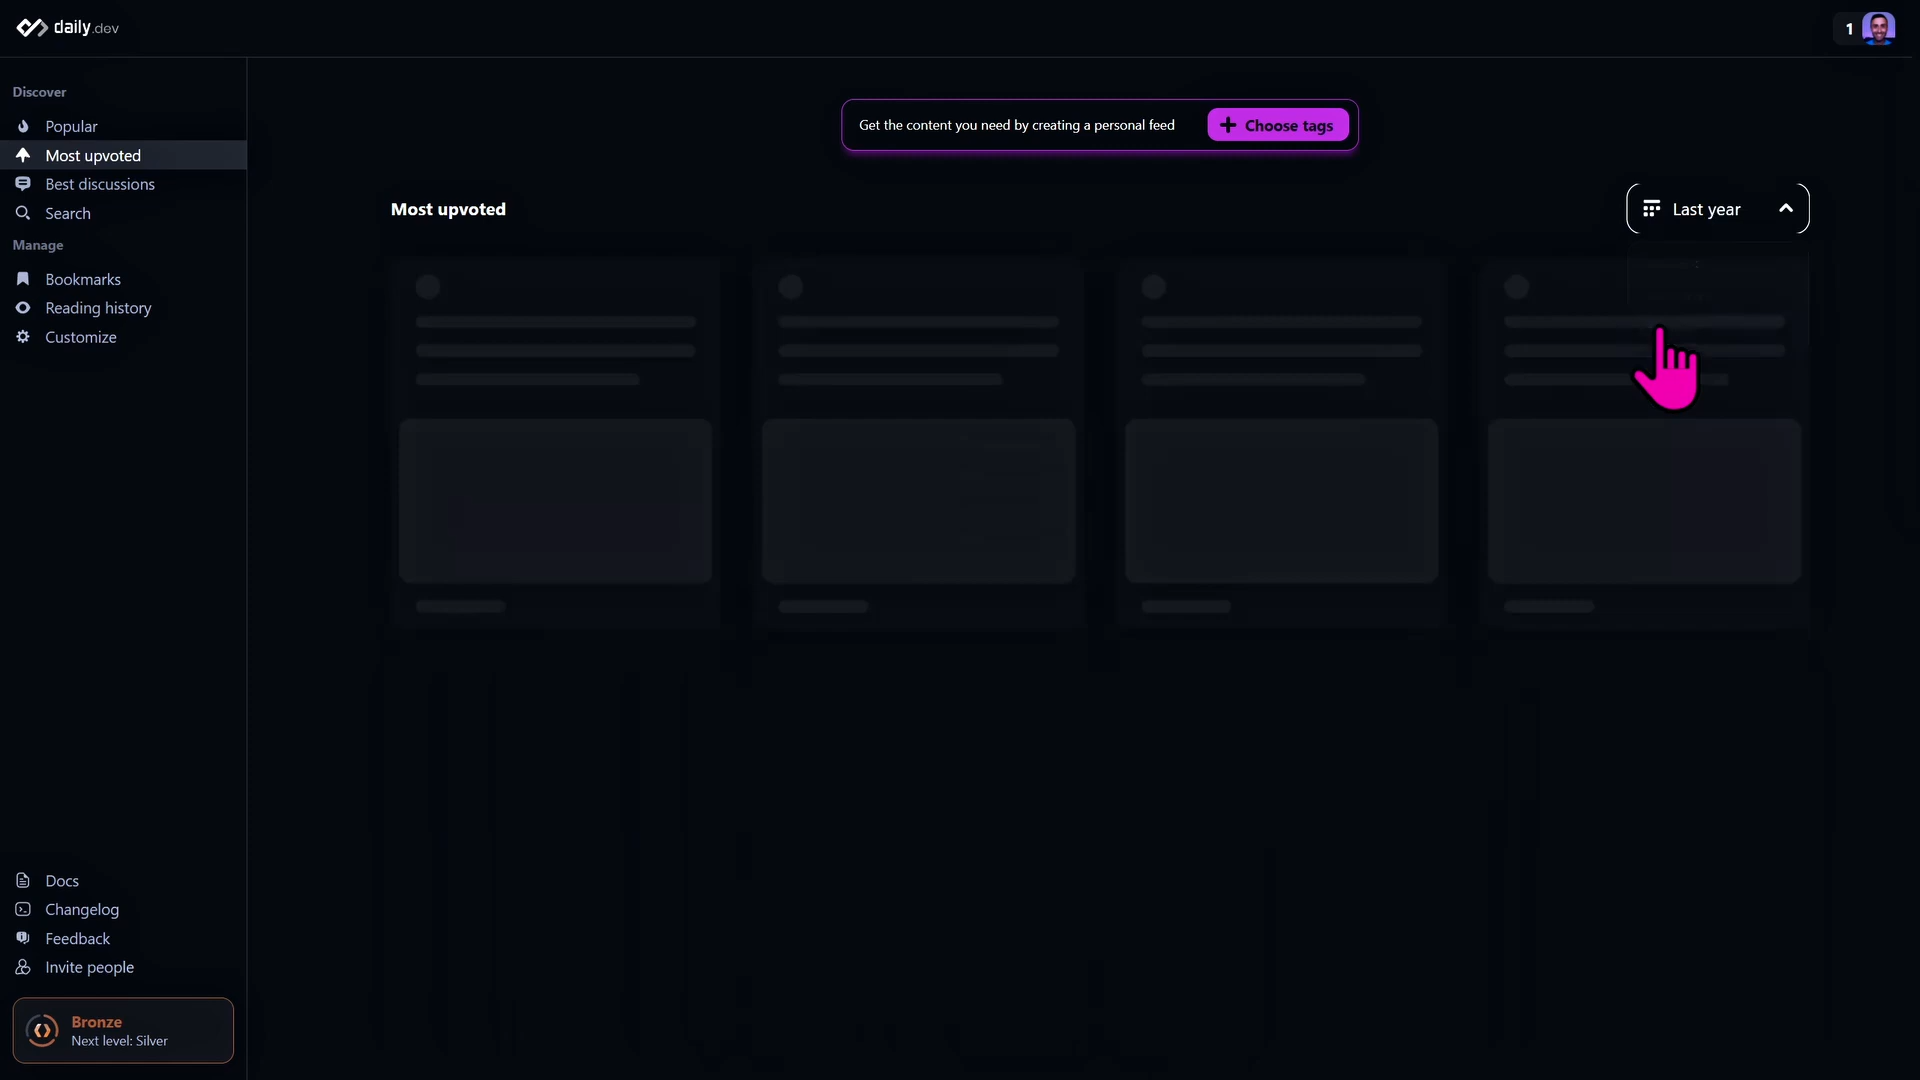 daily.dev
1
Discover
Popular
Most upvoted
Best discussions
Search
Manage
Bookmarks
Reading history
Customize
Get the content you need by creating a personal feed
Choose tags
Most upvoted
Last year
Docs
Changelog
Feedback
Invite people
Bronze
Next level: Silver